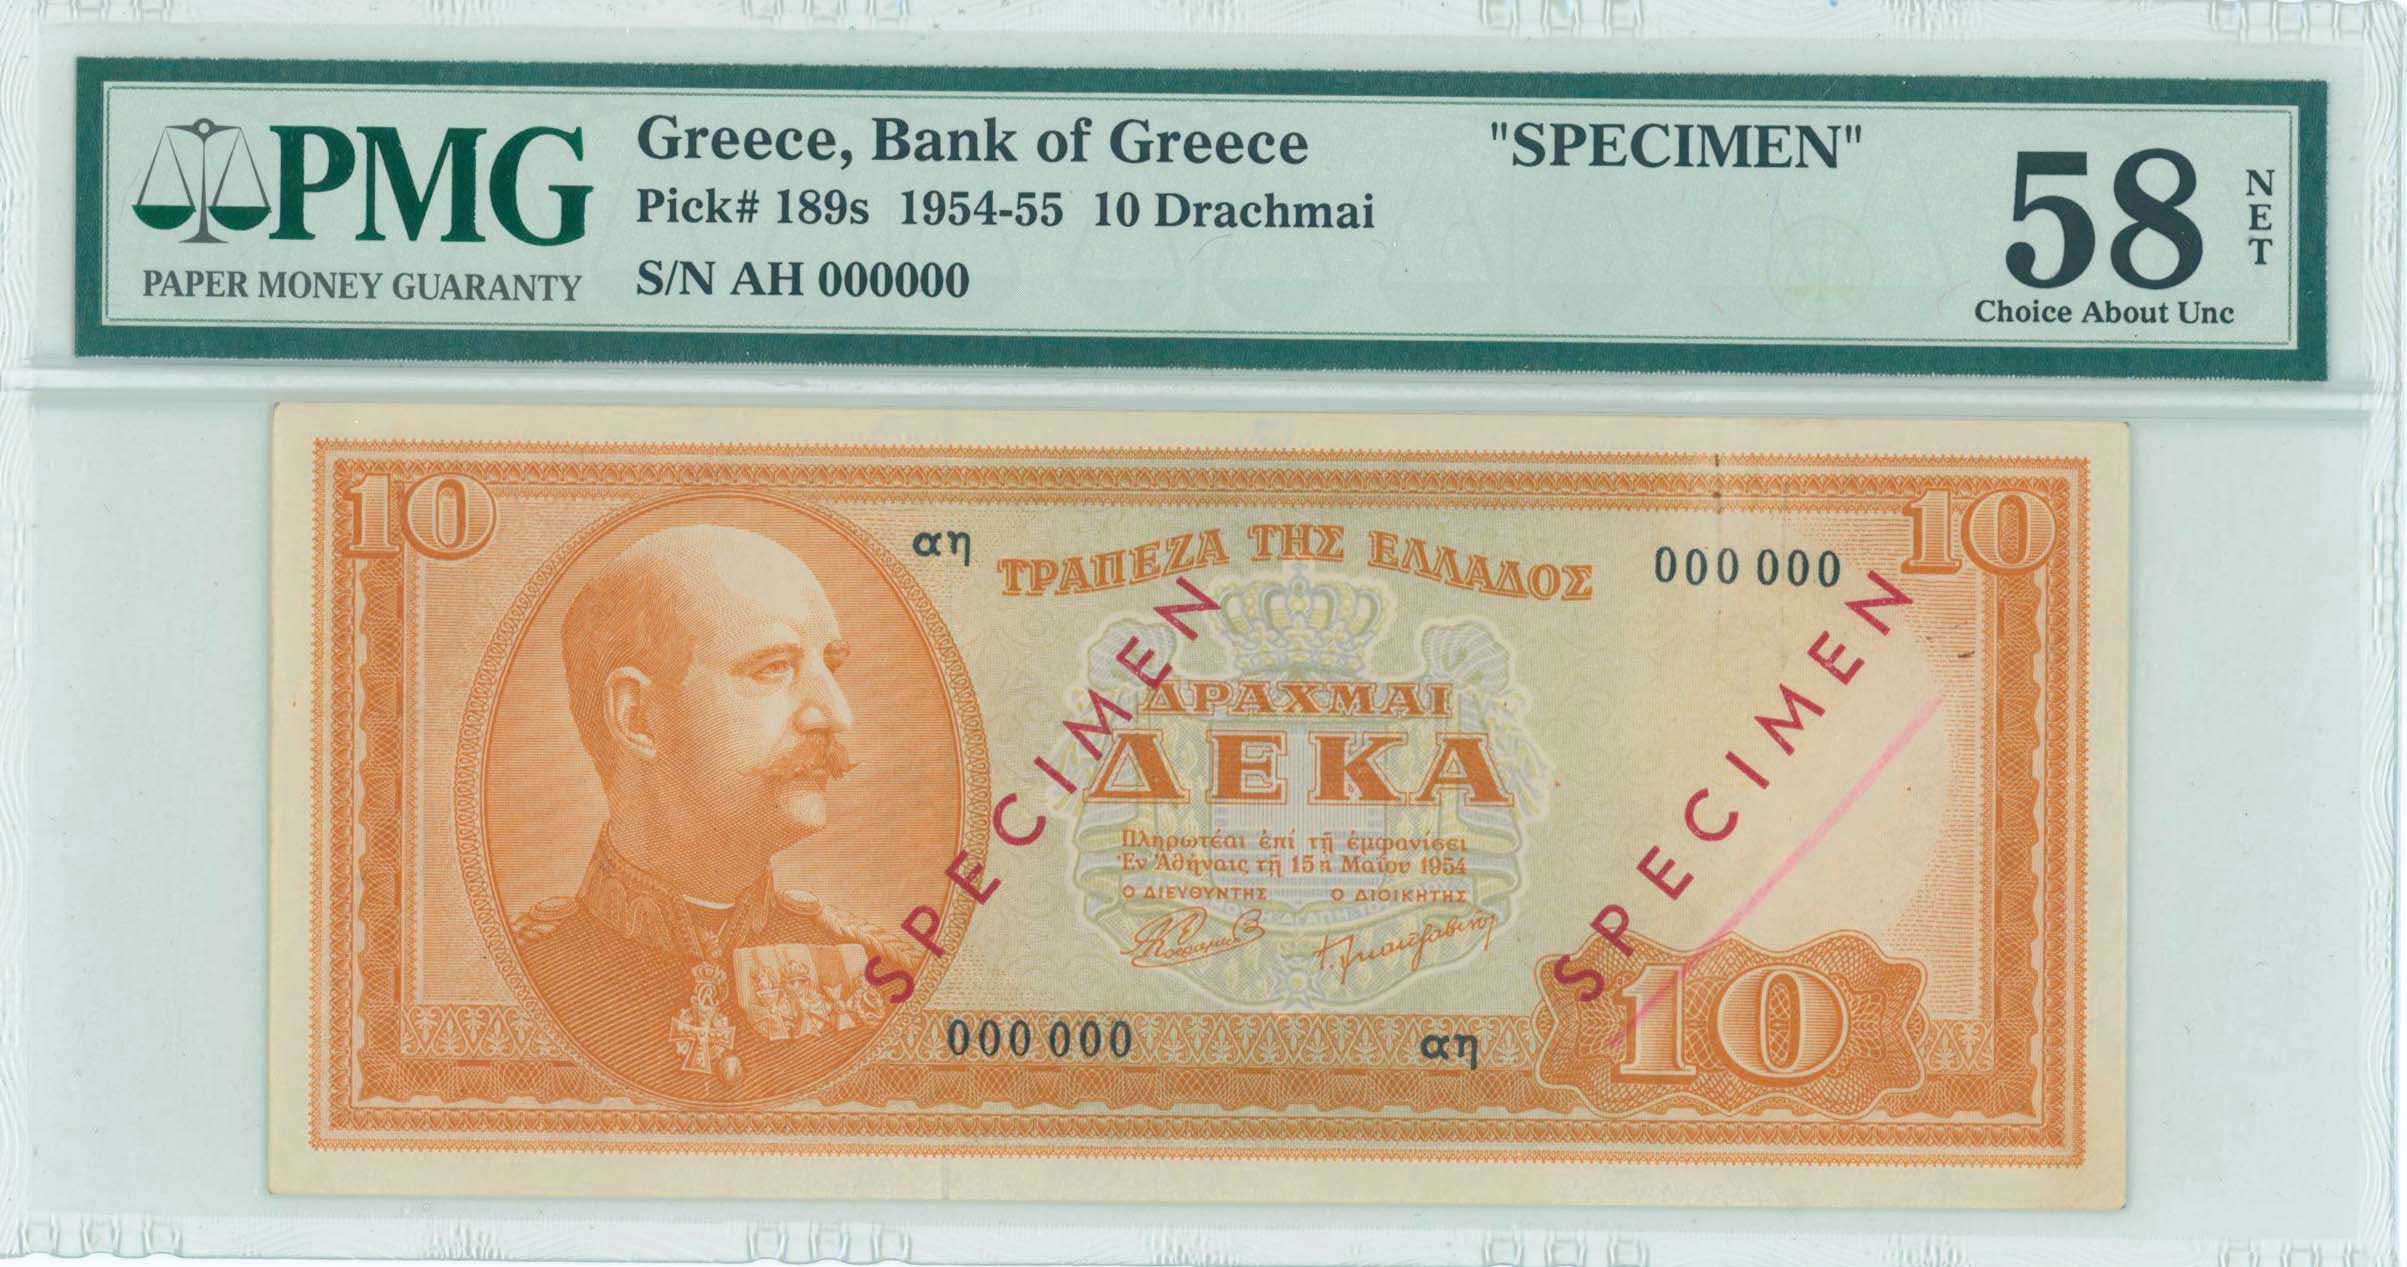 PMG
PAPER MONEY GUARANTY
Greece, Bank of Greece "SPECIMEN"
Pick# 189s 1954-55 10 Drachmai
S/N AH 000000
58
NET
Choice About Unc
10
10
αη
ΤΡΑΠΕΖΑ ΤΗΣ ΕΛΛΑΔΟΣ
000 000
SPECIMEN
SPECIMEN
ΔΡΑΧΜΑΙ
ΔΕΚΑ
Πληρωτέαι ἐπί τῇ ἐμφανίσει
Ἐν Ἀθήναις τῇ 15ῃ Μαΐου 1954
Ο ΔΙΕΥΘΥΝΤΗΣ Ο ΔΙΟΙΚΗΤΗΣ
000 000
αη
10